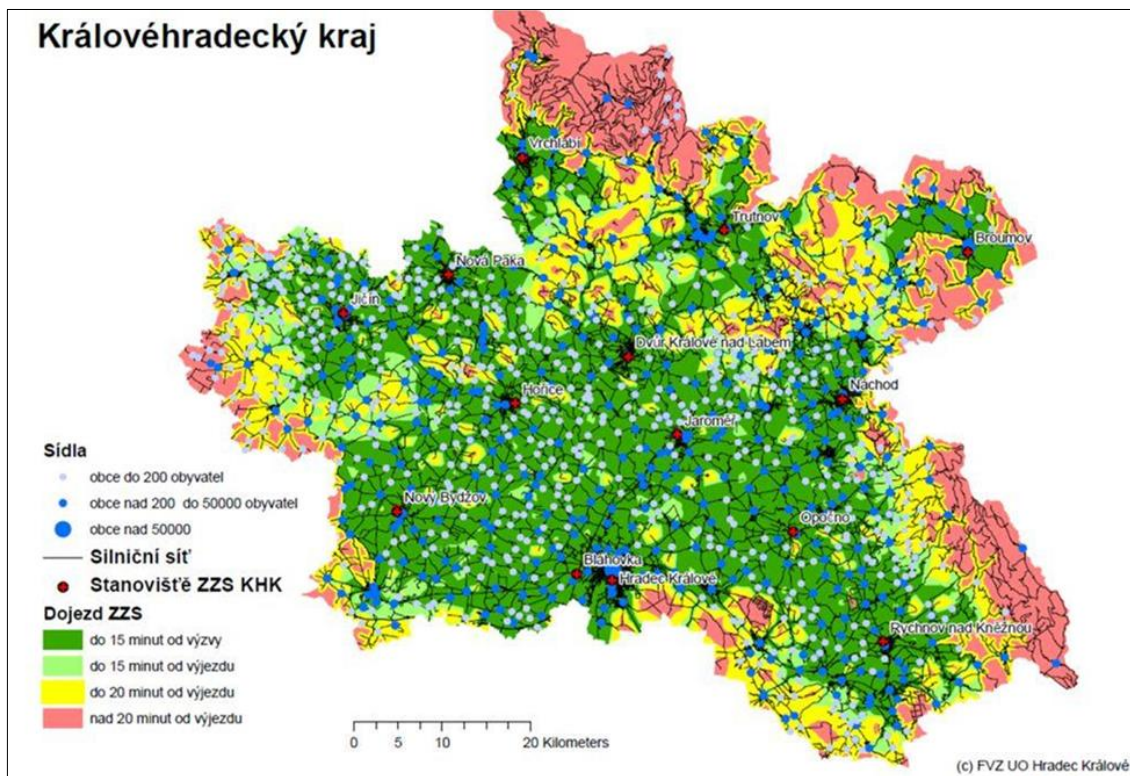 Královéhradecký kraj
Vrchlabí
Trutnov
Broumov
Nová Paka
Jičín
Dvůr Králové nad Labem
Hořice
Náchod
Jaroměř
Nový Bydžov
Opočno
Bláhovka
Hradec Králové
Rychnov nad Kněžnou
Sídla
obce do 200 obyvatel
obce nad 200 do 50000 obyvatel
obce nad 50000
Silniční síť
Stanoviště ZZS KHK
Dojezd ZZS
do 15 minut od výzvy
do 15 minut od výjezdu
do 20 minut od výjezdu
nad 20 minut od výjezdu
0 5 10 20 Kilometers
(c) FVZ UO Hradec Králové